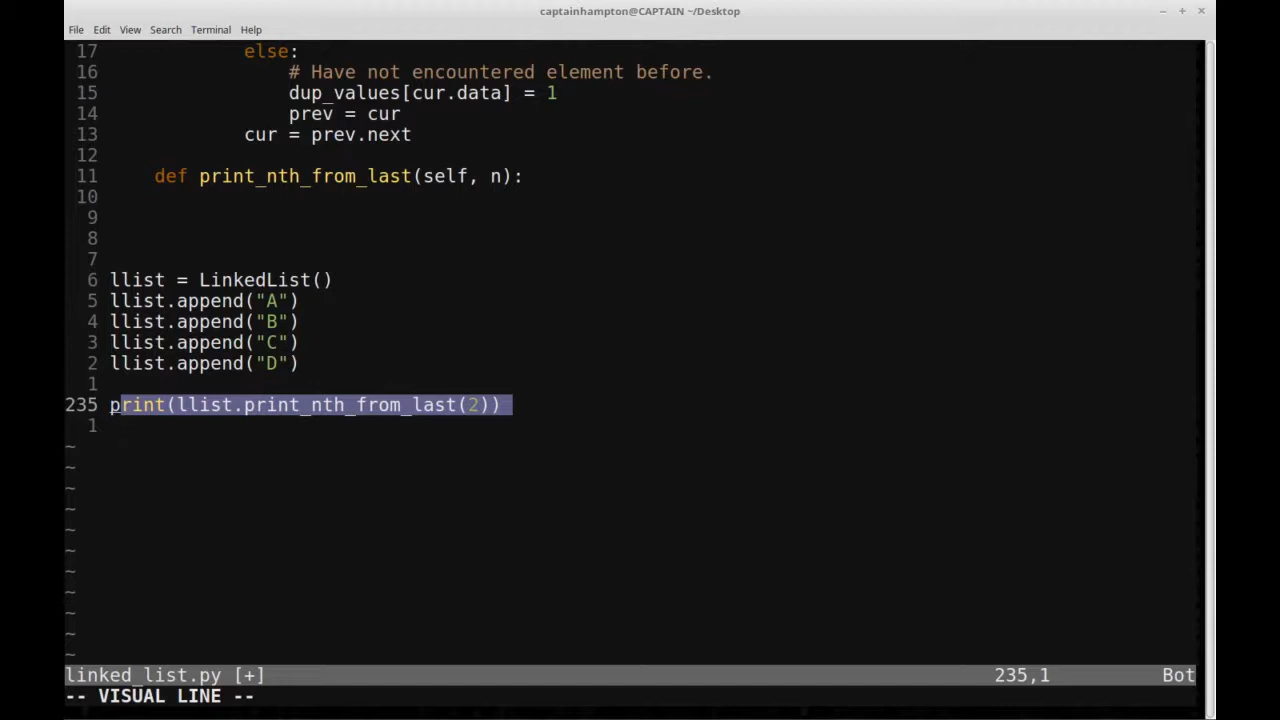 captainhampton@CAPTAIN ~/Desktop
File Edit View Search Terminal Help
17             else:
16                 # Have not encountered element before.
15                 dup_values[cur.data] = 1
14                 prev = cur
13             cur = prev.next
12
11     def print_nth_from_last(self, n):
10
9
8
7
6 llist = LinkedList()
5 llist.append("A")
4 llist.append("B")
3 llist.append("C")
2 llist.append("D")
1
235 print(llist.print_nth_from_last(2))
1
~
~
~
~
~
~
~
~
~
~
~
linked_list.py [+] 235,1 Bot
-- VISUAL LINE --